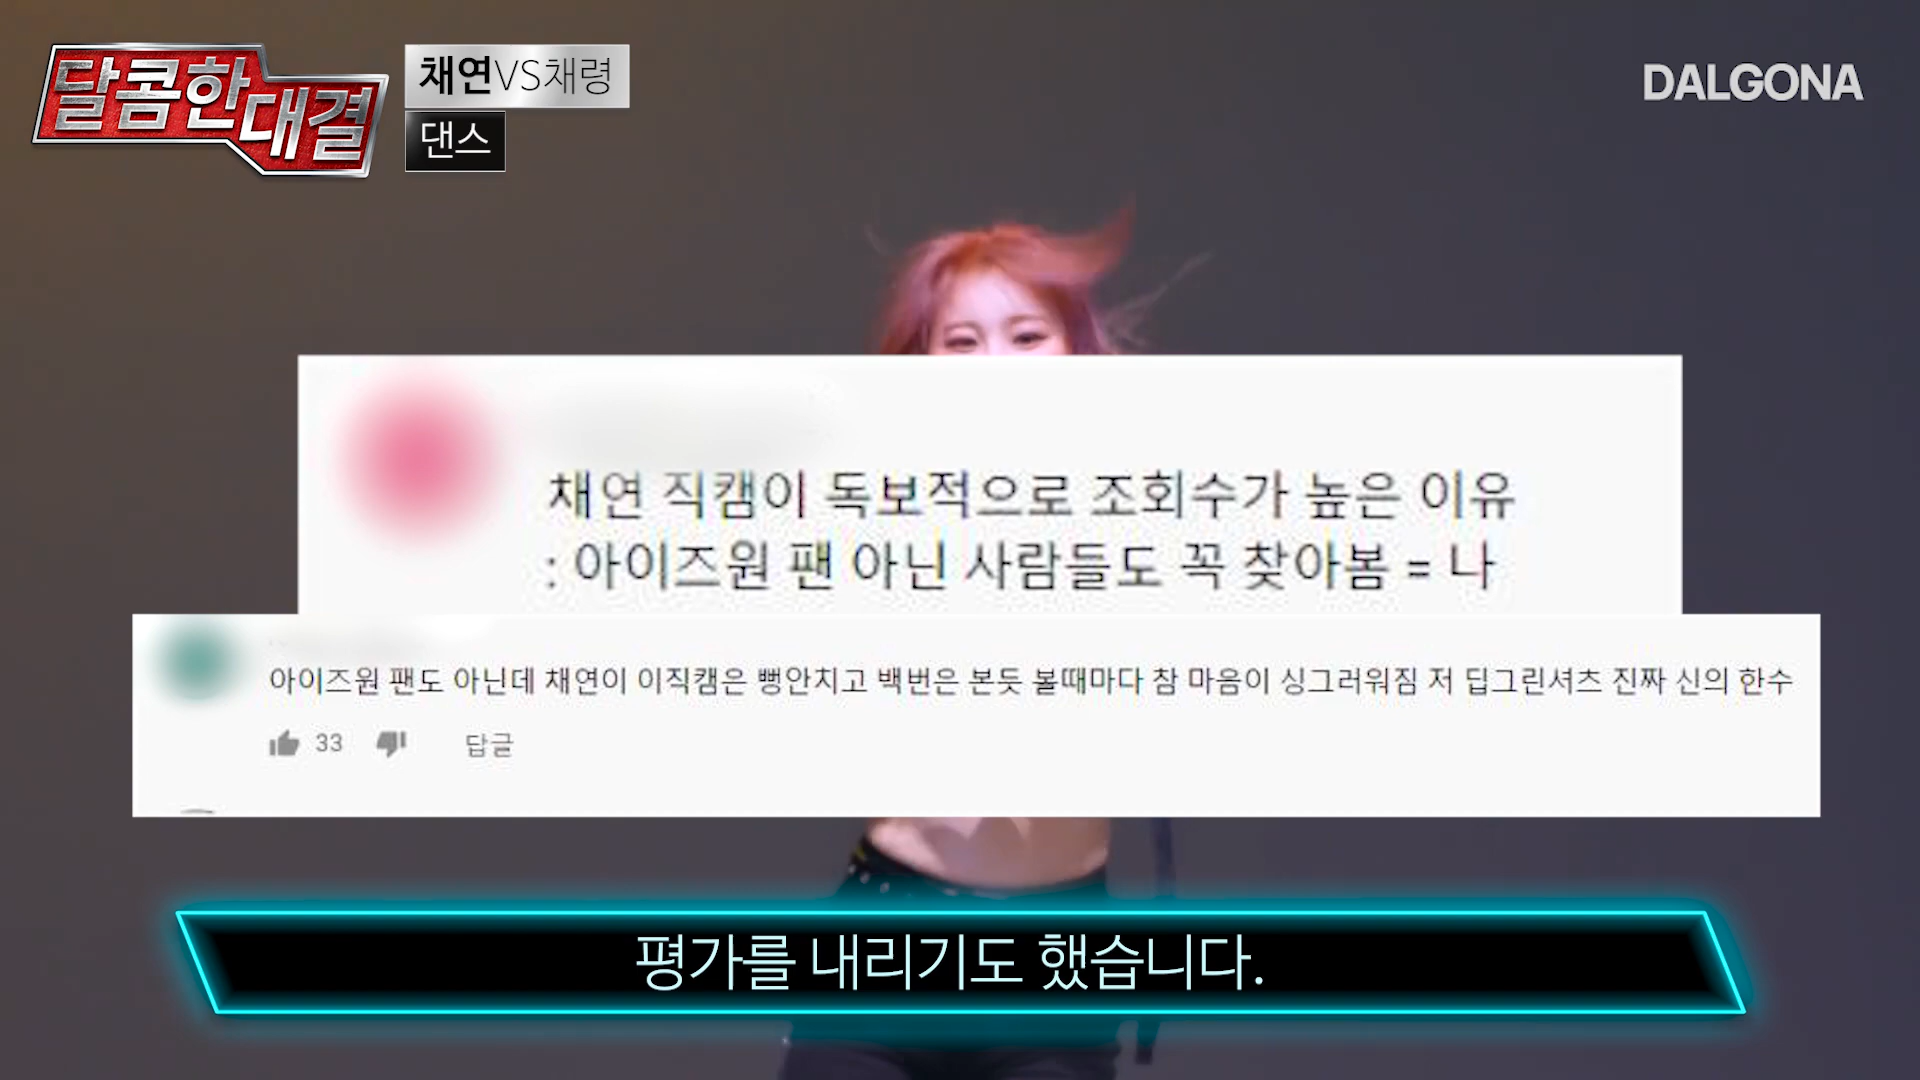 달콤한대결
채연VS채령
댄스
DALGONA
채연 직캠이 독보적으로 조회수가 높은 이유
: 아이즈원 팬 아닌 사람들도 꼭 찾아봄 = 나
아이즈원 팬도 아닌데 채연이 이직캠은 뻥안치고 백번은 본듯 볼때마다 참 마음이 싱그러워짐 저 딥그린셔츠 진짜 신의 한수
33
답글
평가를 내리기도 했습니다.